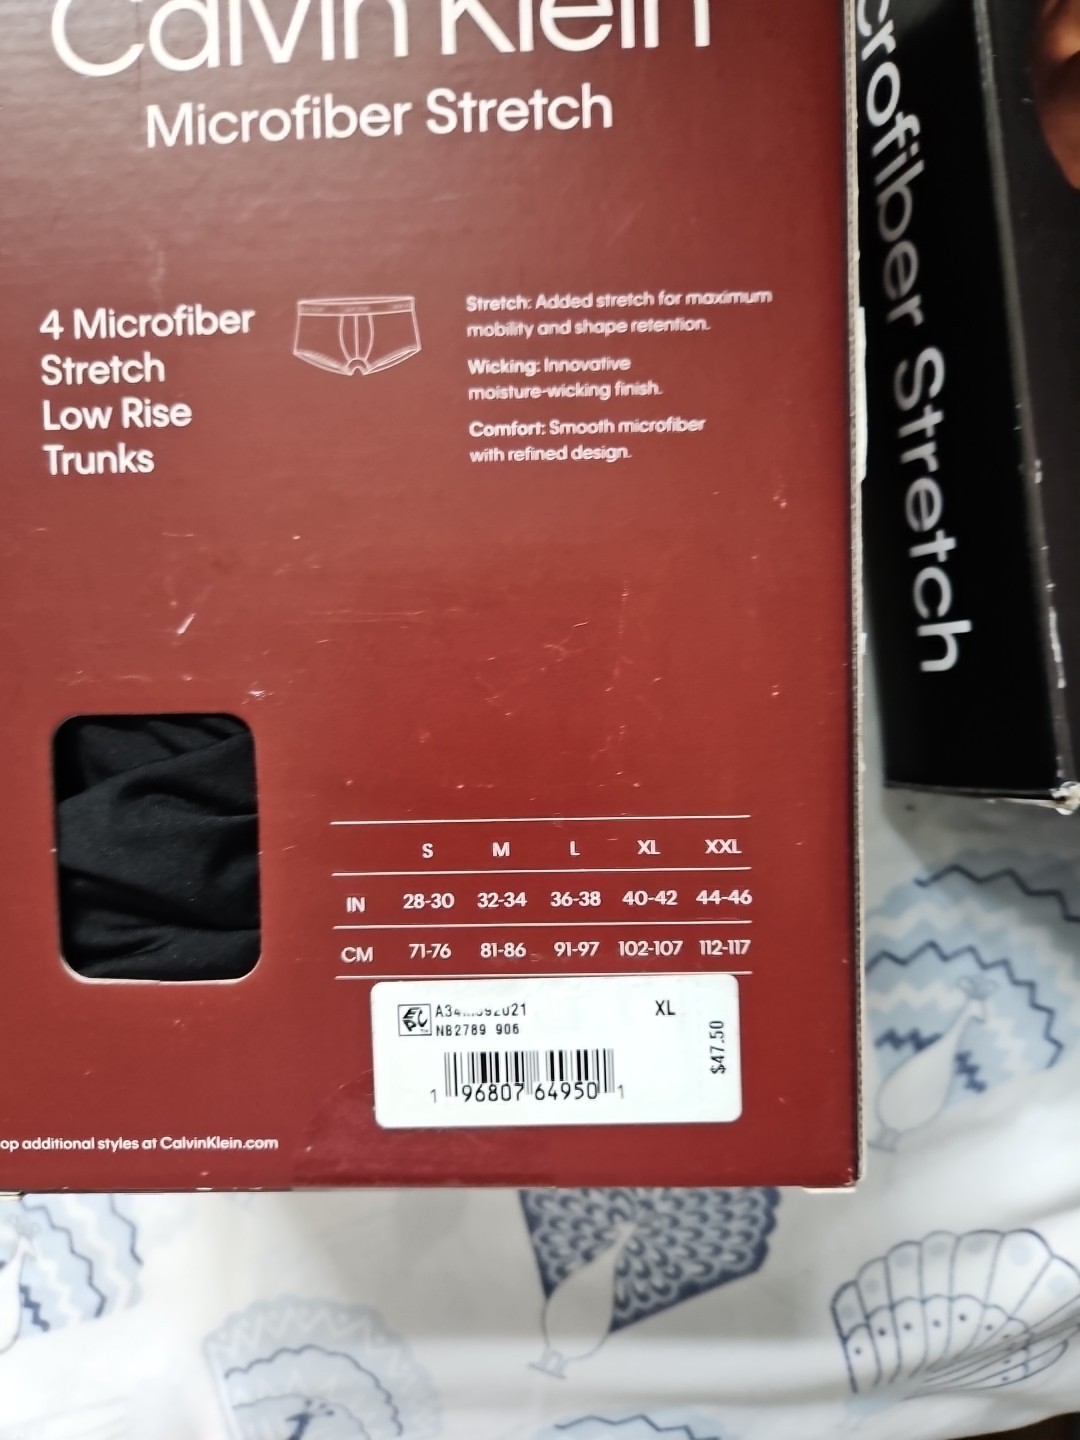 Calvin Klein
Microfiber Stretch
4 Microfiber
Stretch
Low Rise
Trunks
Stretch: Added stretch for maximum
mobility and shape retention.
Wicking: Innovative
moisture-wicking finish.
Comfort: Smooth microfiber
with refined design.
S M L XL XXL
IN 28-30 32-34 36-38 40-42 44-46
CM 71-76 81-86 91-97 102-107 112-117
EPC
XL
NB2789 906
$47.50
1 96807 64950 1
op additional styles at CalvinKlein.com
crofiber Stretch